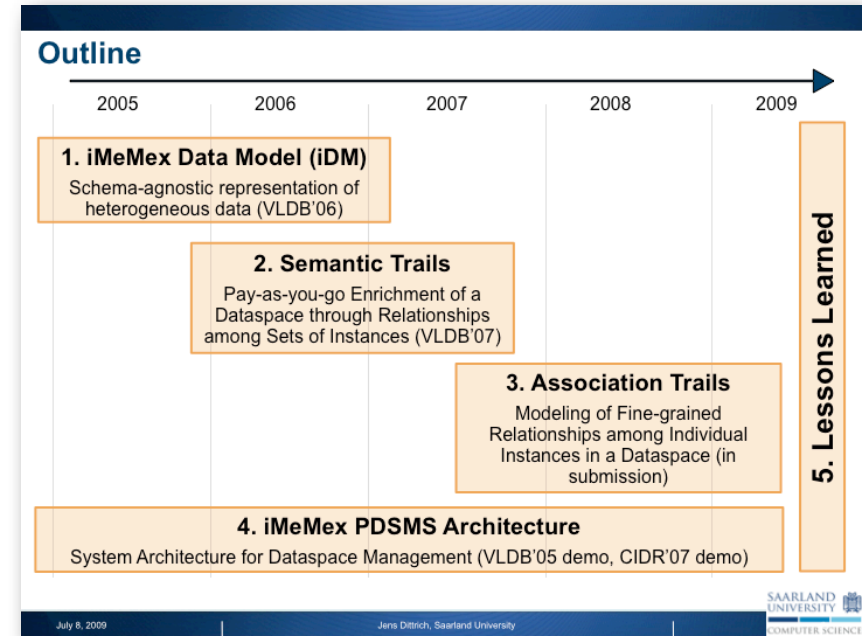 Outline
2005 2006 2007 2008 2009
1. iMeMex Data Model (iDM)
Schema-agnostic representation of
heterogeneous data (VLDB'06)
2. Semantic Trails
Pay-as-you-go Enrichment of a
Dataspace through Relationships
among Sets of Instances (VLDB'07)
3. Association Trails
Modeling of Fine-grained
Relationships among Individual
Instances in a Dataspace (in
submission)
4. iMeMex PDSMS Architecture
System Architecture for Dataspace Management (VLDB'05 demo, CIDR'07 demo)
5. Lessons Learned
July 8, 2009
Jens Dittrich, Saarland University
SAARLAND
UNIVERSITY
COMPUTER SCIENCE